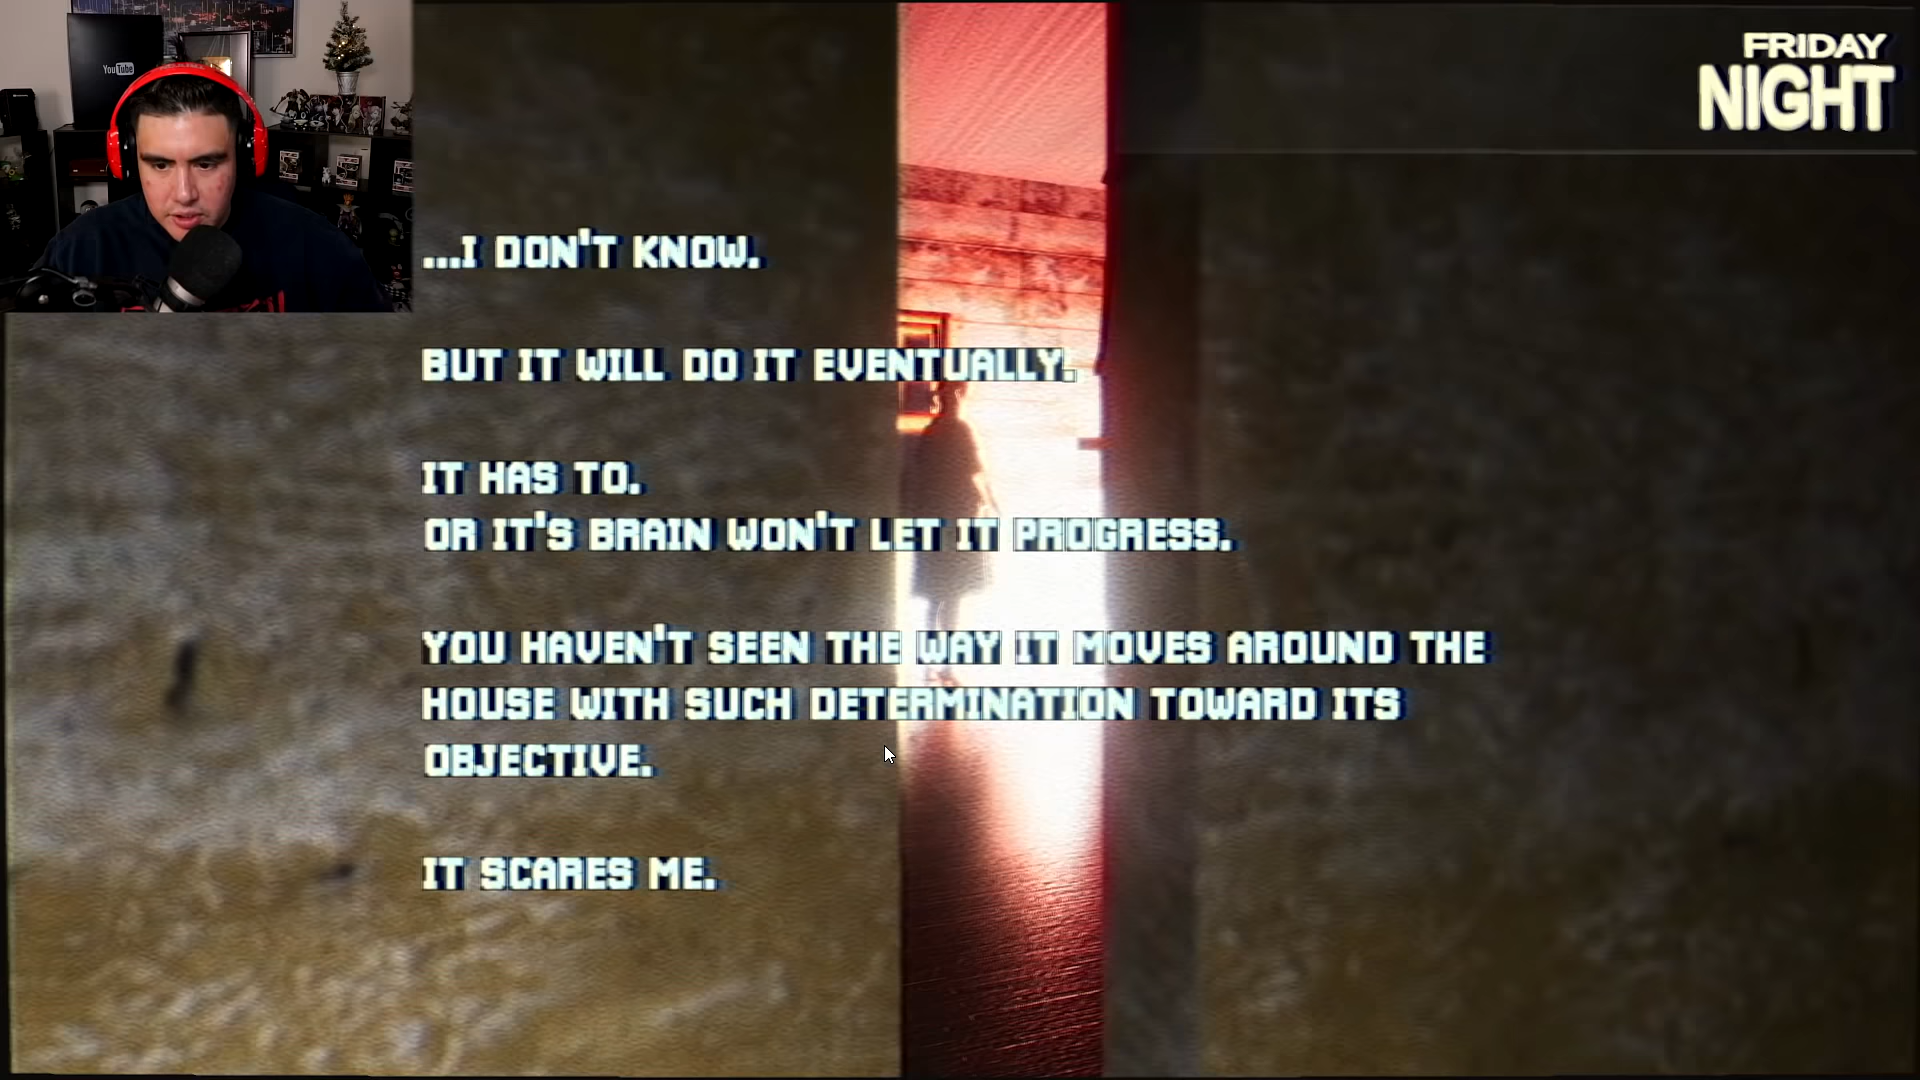 YouTube
FRIDAY
NIGHT
...I DON'T KNOW.
BUT IT WILL DO IT EVENTUALLY.
IT HAS TO.
OR IT'S BRAIN WON'T LET IT PROGRESS.
YOU HAVEN'T SEEN THE WAY IT MOVES AROUND THE
HOUSE WITH SUCH DETERMINATION TOWARD ITS
OBJECTIVE.
IT SCARES ME.